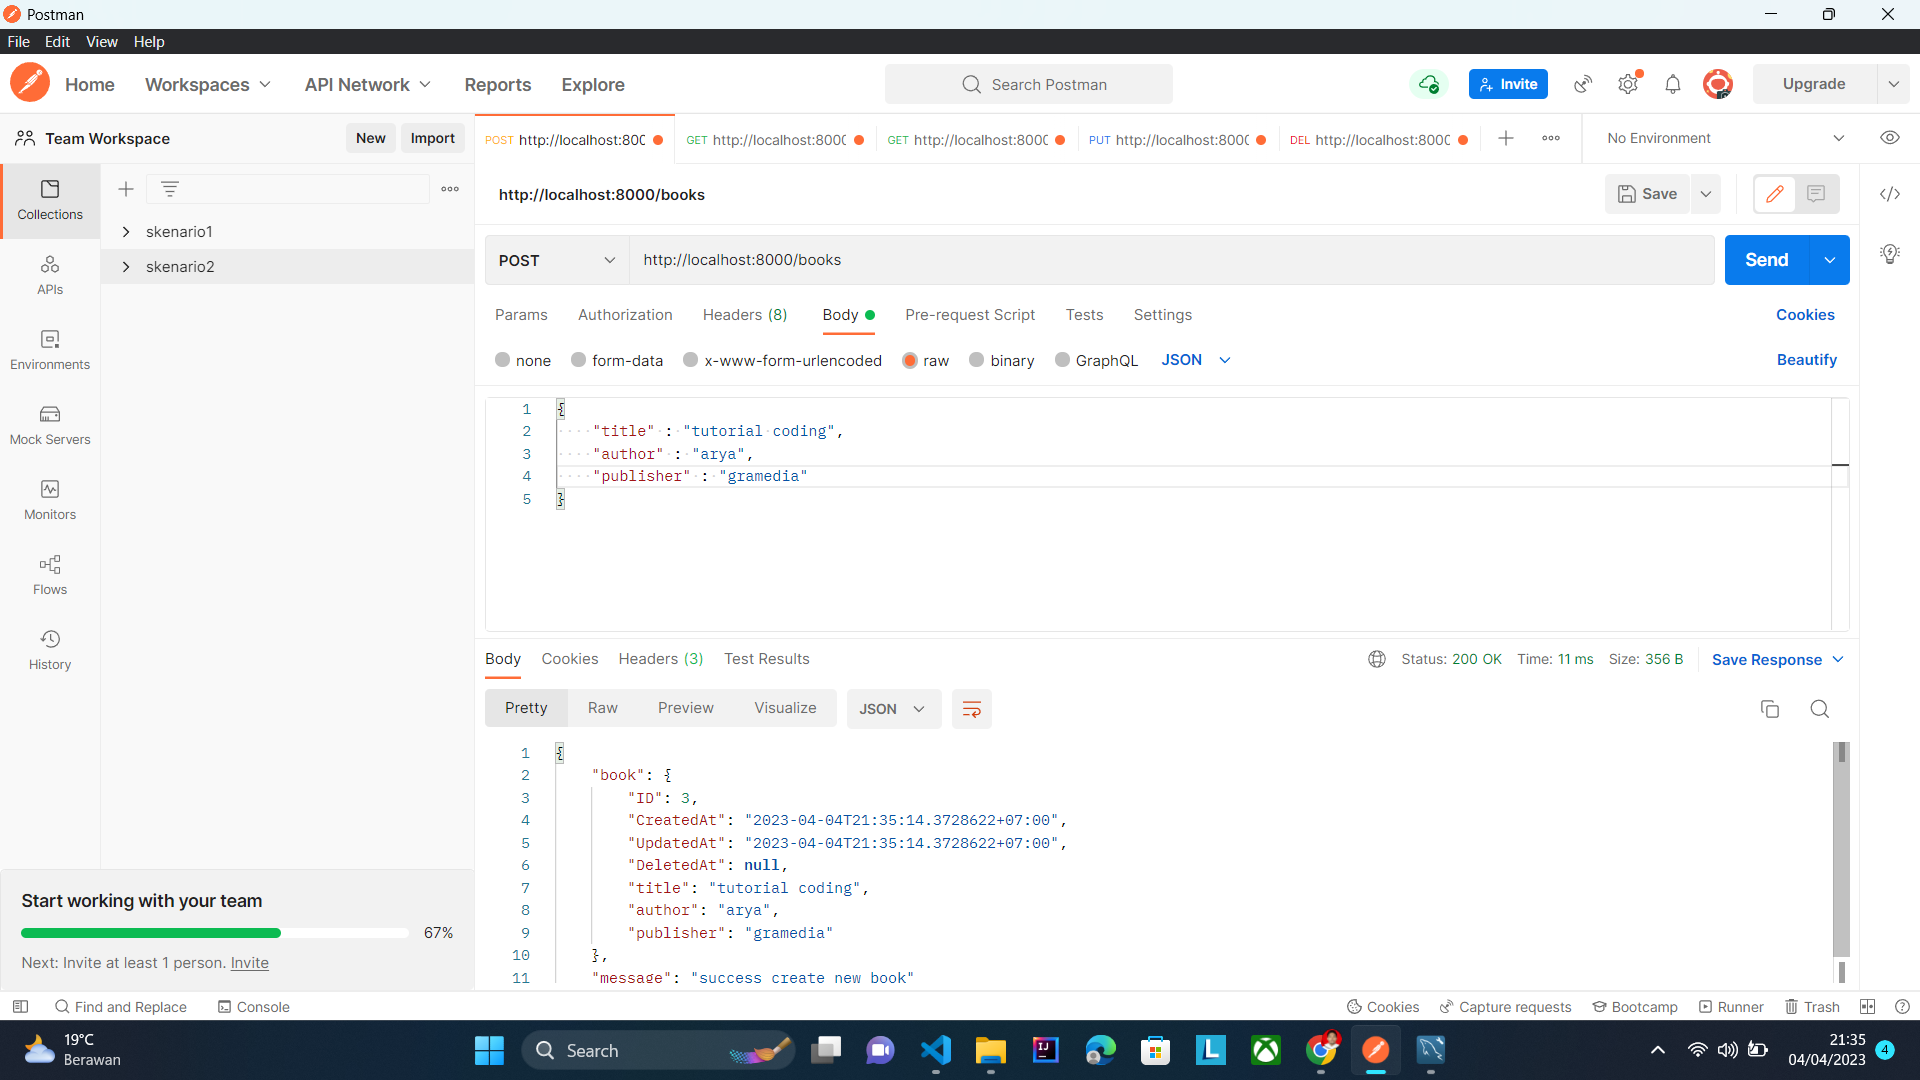 Postman
File Edit View Help
Home Workspaces API Network Reports Explore Search Postman Invite Upgrade
Team Workspace New Import
POST http://localhost:800 GET http://localhost:800 GET http://localhost:800 PUT http://localhost:800 DEL http://localhost:800 No Environment
http://localhost:8000/books Save
Collections
skenario1
skenario2
APIs
Environments
Mock Servers
Monitors
Flows
History
POST http://localhost:8000/books Send
Params Authorization Headers (8) Body Pre-request Script Tests Settings Cookies
none form-data x-www-form-urlencoded raw binary GraphQL JSON Beautify
1 {
2 ····"title"·:·"tutorial·coding",
3 ····"author"·:·"arya",
4 ····"publisher"·:·"gramedia"
5 }
Body Cookies Headers (3) Test Results Status: 200 OK Time: 11 ms Size: 356 B Save Response
Pretty Raw Preview Visualize JSON
1 {
2 "book": {
3 "ID": 3,
4 "CreatedAt": "2023-04-04T21:35:14.3728622+07:00",
5 "UpdatedAt": "2023-04-04T21:35:14.3728622+07:00",
6 "DeletedAt": null,
7 "title": "tutorial coding",
8 "author": "arya",
9 "publisher": "gramedia"
10 },
11 "message": "success create new book"
Start working with your team
67%
Next: Invite at least 1 person. Invite
Find and Replace Console Cookies Capture requests Bootcamp Runner Trash
19°C
Berawan
Search
IJ
L
21:35
04/04/2023
4